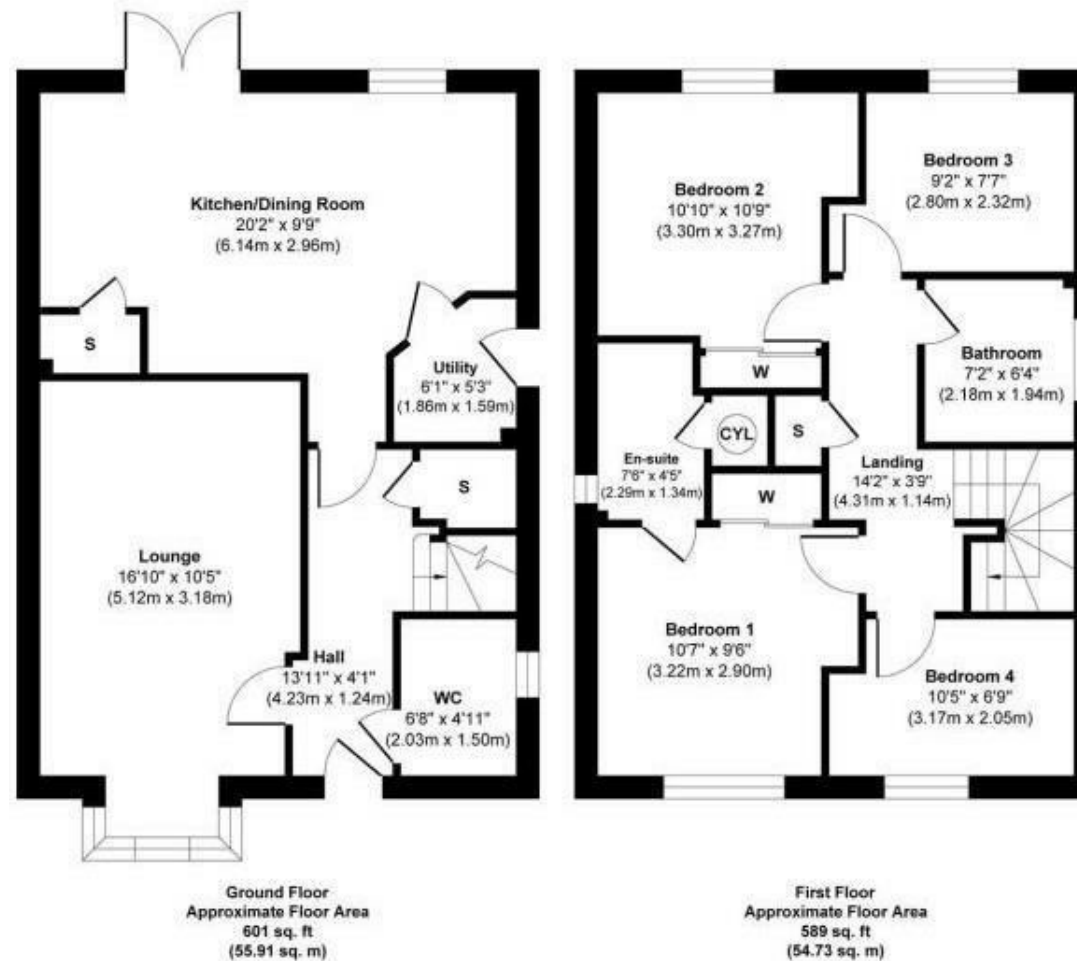 Kitchen/Dining Room
20'2" x 9'9"
(6.14m x 2.96m)
S
Utility
6'1" x 5'3"
(1.86m x 1.59m)
S
Lounge
16'10" x 10'5"
(5.12m x 3.18m)
Hall
13'11" x 4'1"
(4.23m x 1.24m)
WC
6'8" x 4'11"
(2.03m x 1.50m)
Ground Floor
Approximate Floor Area
601 sq. ft
(55.91 sq. m)
Bedroom 2
10'10" x 10'9"
(3.30m x 3.27m)
Bedroom 3
9'2" x 7'7"
(2.80m x 2.32m)
Bathroom
7'2" x 6'4"
(2.18m x 1.94m)
W
CYL
S
En-suite
7'6" x 4'5"
(2.29m x 1.34m)
Landing
14'2" x 3'9"
(4.31m x 1.14m)
W
Bedroom 1
10'7" x 9'6"
(3.22m x 2.90m)
Bedroom 4
10'5" x 6'9"
(3.17m x 2.05m)
First Floor
Approximate Floor Area
589 sq. ft
(54.73 sq. m)